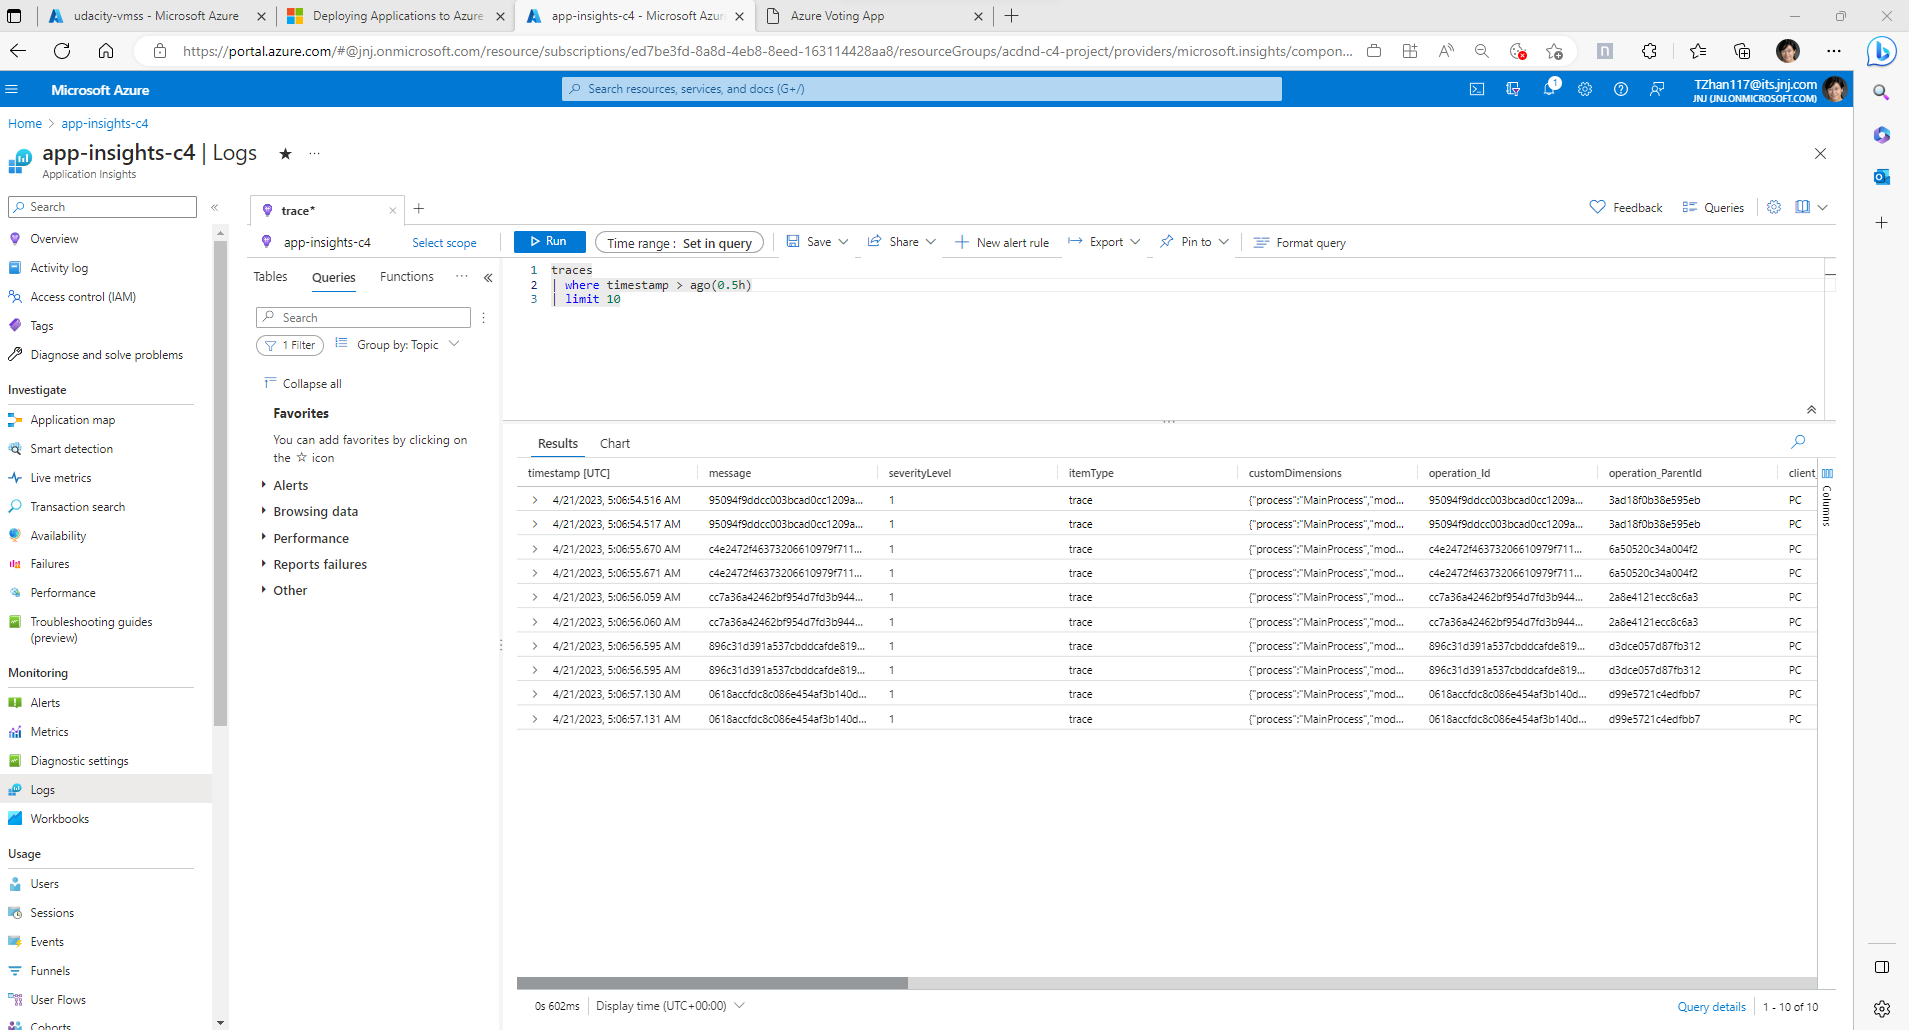 udacity-vmss - Microsoft Azure
Deploying Applications to Azure
app-insights-c4 - Microsoft Azur
Azure Voting App
https://portal.azure.com/#@jnj.onmicrosoft.com/resource/subscriptions/ed7be3fd-8a8d-4eb8-8eed-163114428aa8/resourceGroups/acdnd-c4-project/providers/microsoft.insights/compon...
Microsoft Azure
Search resources, services, and docs (G+/)
1
TZhan117@its.jnj.com
JNJ (JNJ.ONMICROSOFT.COM)
Home > app-insights-c4
app-insights-c4 | Logs
Application Insights
Search
Overview
Activity log
Access control (IAM)
Tags
Diagnose and solve problems
Investigate
Application map
Smart detection
Live metrics
Transaction search
Availability
Failures
Performance
Troubleshooting guides
(preview)
Monitoring
Alerts
Metrics
Diagnostic settings
Logs
Workbooks
Usage
Users
Sessions
Events
Funnels
User Flows
Cohorts
trace*
Feedback
Queries
app-insights-c4
Select scope
Run
Time range : Set in query
Save
Share
New alert rule
Export
Pin to
Format query
Tables
Queries
Functions
Search
1 Filter
Group by: Topic
Collapse all
Favorites
You can add favorites by clicking on
the ☆ icon
Alerts
Browsing data
Performance
Reports failures
Other
1 traces
2 | where timestamp > ago(0.5h)
3 | limit 10
Results
Chart
timestamp [UTC] message severityLevel itemType customDimensions operation_Id operation_ParentId client_
4/21/2023, 5:06:54.516 AM 95094f9ddcc003bcad0cc1209a... 1 trace {"process":"MainProcess","mod... 95094f9ddcc003bcad0cc1209a... 3ad18f0b38e595eb PC
4/21/2023, 5:06:54.517 AM 95094f9ddcc003bcad0cc1209a... 1 trace {"process":"MainProcess","mod... 95094f9ddcc003bcad0cc1209a... 3ad18f0b38e595eb PC
4/21/2023, 5:06:55.670 AM c4e2472f46373206610979f711... 1 trace {"process":"MainProcess","mod... c4e2472f46373206610979f711... 6a50520c34a004f2 PC
4/21/2023, 5:06:55.671 AM c4e2472f46373206610979f711... 1 trace {"process":"MainProcess","mod... c4e2472f46373206610979f711... 6a50520c34a004f2 PC
4/21/2023, 5:06:56.059 AM cc7a36a42462bf954d7fd3b944... 1 trace {"process":"MainProcess","mod... cc7a36a42462bf954d7fd3b944... 2a8e4121ecc8c6a3 PC
4/21/2023, 5:06:56.060 AM cc7a36a42462bf954d7fd3b944... 1 trace {"process":"MainProcess","mod... cc7a36a42462bf954d7fd3b944... 2a8e4121ecc8c6a3 PC
4/21/2023, 5:06:56.595 AM 896c31d391a537cbddcafde819... 1 trace {"process":"MainProcess","mod... 896c31d391a537cbddcafde819... d3dce057d87fb312 PC
4/21/2023, 5:06:56.595 AM 896c31d391a537cbddcafde819... 1 trace {"process":"MainProcess","mod... 896c31d391a537cbddcafde819... d3dce057d87fb312 PC
4/21/2023, 5:06:57.130 AM 0618accfdc8c086e454af3b140d... 1 trace {"process":"MainProcess","mod... 0618accfdc8c086e454af3b140d... d99e5721c4edfbb7 PC
4/21/2023, 5:06:57.131 AM 0618accfdc8c086e454af3b140d... 1 trace {"process":"MainProcess","mod... 0618accfdc8c086e454af3b140d... d99e5721c4edfbb7 PC
Columns
0s 602ms
Display time (UTC+00:00)
Query details
1 - 10 of 10